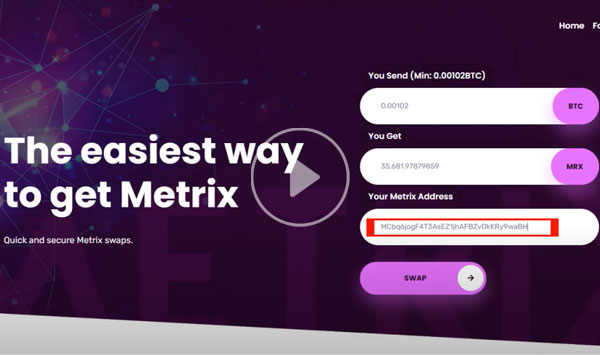 Home
You Send (Min: 0.00102BTC)
0.00102
BTC
You Get
35,681.97879859
MRX
Your Metrix Address
MCbq6jogF4T3AsEZ1jhAFBZvDkKRy9waBH
The easiest way
to get Metrix
Quick and secure Metrix swaps.
SWAP
METRIX